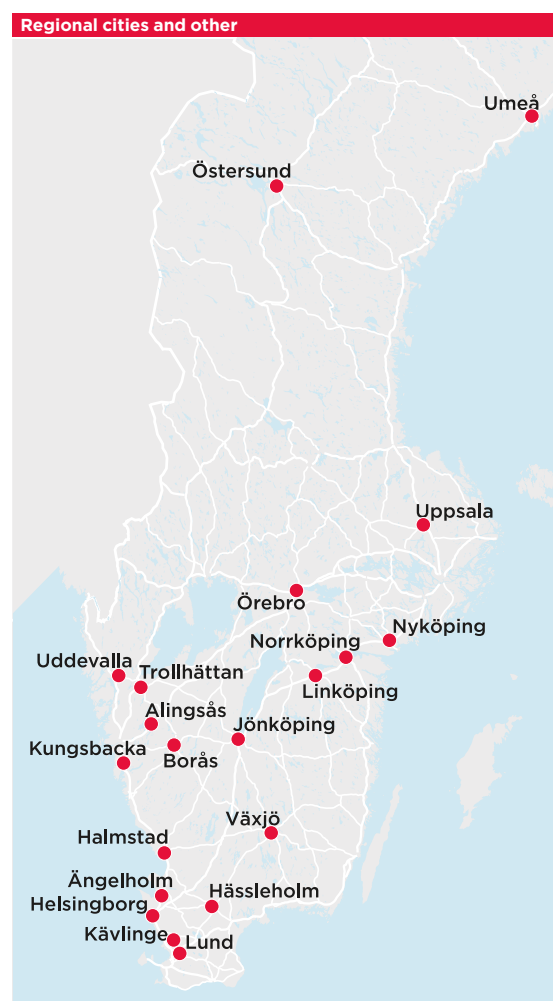 Regional cities and other
Umeå
Östersund
Uppsala
Örebro
Nyköping
Norrköping
Uddevalla
Trollhättan
Linköping
Alingsås
Jönköping
Kungsbacka
Borås
Växjö
Halmstad
Ängelholm
Hässleholm
Helsingborg
Kävlinge
Lund